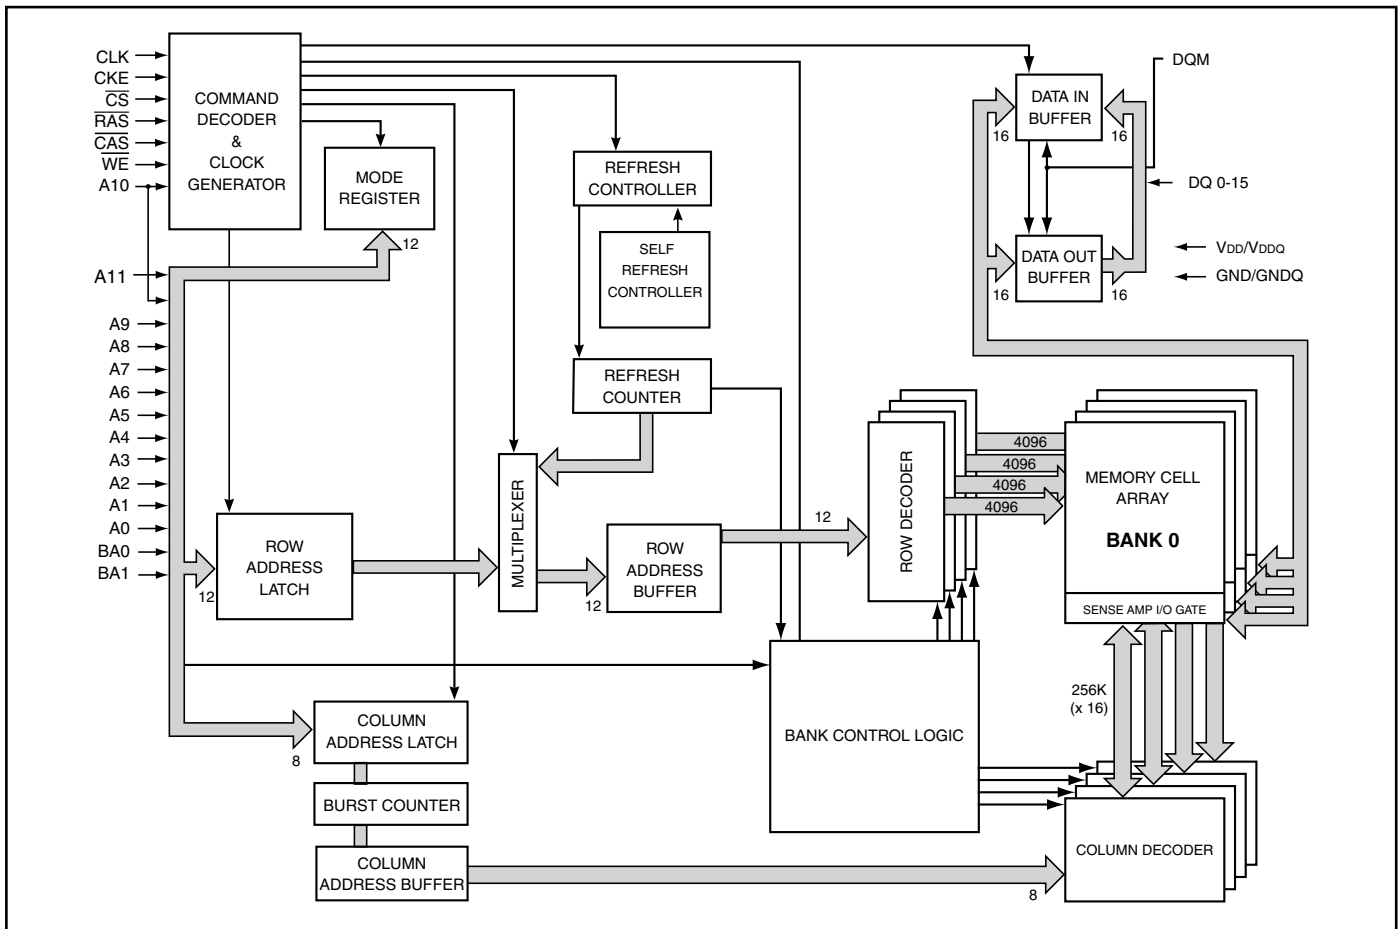 CLK
CKE
CS
RAS
CAS
WE
A10
A11
A9
A8
A7
A6
A5
A4
A3
A2
A1
A0
BA0
BA1
COMMAND
DECODER
&
CLOCK
GENERATOR
MODE
REGISTER
12
REFRESH
CONTROLLER
SELF
REFRESH
CONTROLLER
REFRESH
COUNTER
DATA IN
BUFFER
16
16
DQM
DQ 0-15
DATA OUT
BUFFER
16
16
VDD/VDDQ
GND/GNDQ
MULTIPLEXER
ROW
ADDRESS
LATCH
12
ROW
ADDRESS
BUFFER
12
12
ROW DECODER
4096
4096
4096
4096
MEMORY CELL
ARRAY
BANK 0
SENSE AMP I/O GATE
256K
(x 16)
BANK CONTROL LOGIC
COLUMN
ADDRESS LATCH
8
BURST COUNTER
COLUMN
ADDRESS BUFFER
COLUMN DECODER
8